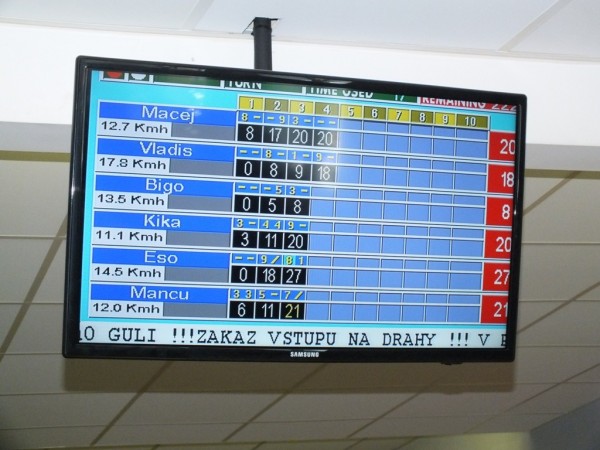 TURN TIME USED 17 REMAINING 222
1 2 3 4 5 6 7 8 9 10
Macej 8 - - 9 3 - - -
12.7 Kmh 8 17 20 20 20
Vladis - - 8 - 1 - 9 -
17.8 Kmh 0 8 9 18 18
Bigo - - - 5 3 -
13.5 Kmh 0 5 8 8
Kika 3 - 4 4 9 -
11.1 Kmh 3 11 20 20
Eso - - 9 / 8 1
14.5 Kmh 0 18 27 27
Mancu 3 3 5 - 7 /
12.0 Kmh 6 11 21 21
O GULI !!!ZAKAZ VSTUPU NA DRAHY !!! V
SAMSUNG